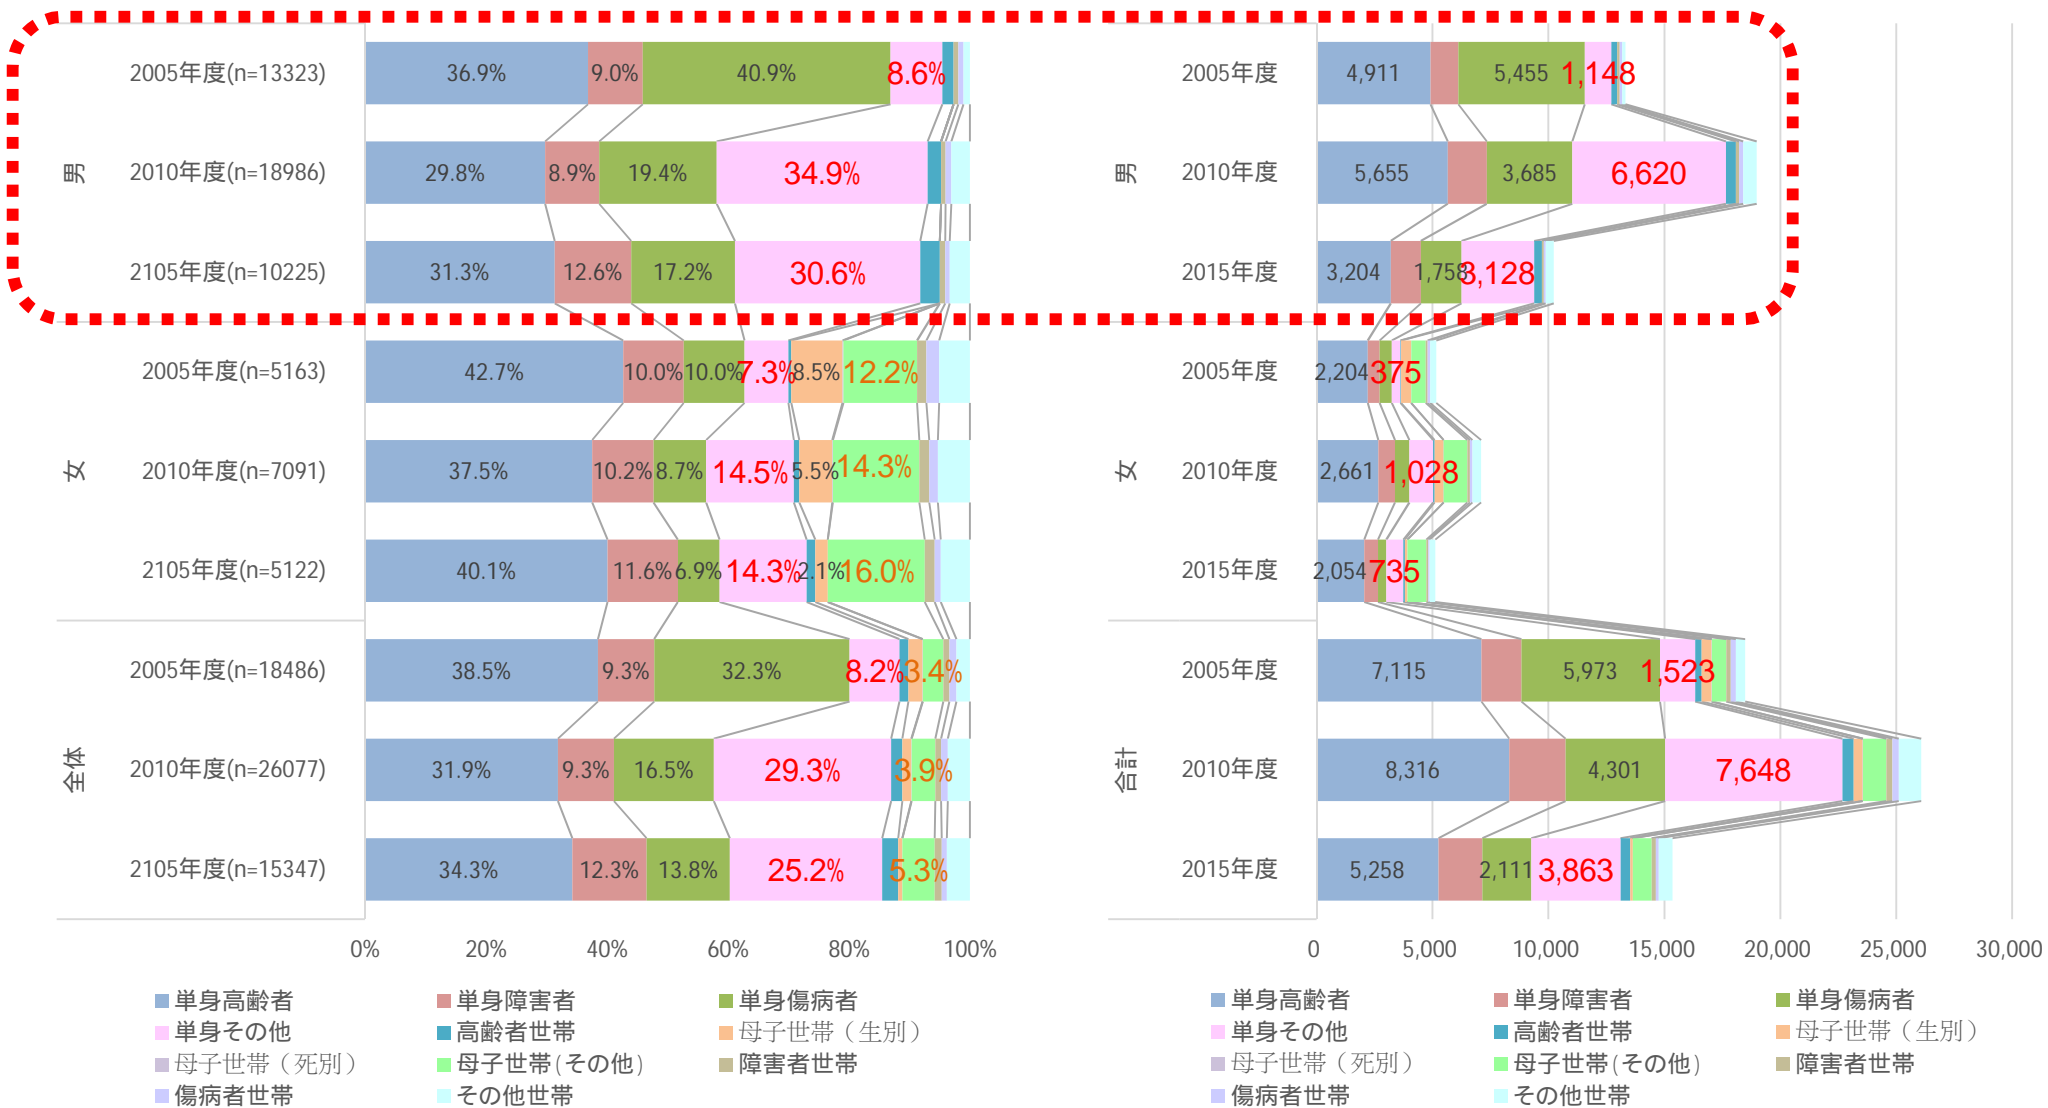 男
2005年度(n=13323)
36.9%
9.0%
40.9%
8.6%
2010年度(n=18986)
29.8%
8.9%
19.4%
34.9%
2105年度(n=10225)
31.3%
12.6%
17.2%
30.6%
女
2005年度(n=5163)
42.7%
10.0%
10.0%
7.3%
8.5%
12.2%
2010年度(n=7091)
37.5%
10.2%
8.7%
14.5%
5.5%
14.3%
2105年度(n=5122)
40.1%
11.6%
6.9%
14.3%
2.1%
16.0%
全体
2005年度(n=18486)
38.5%
9.3%
32.3%
8.2%
3.4%
2010年度(n=26077)
31.9%
9.3%
16.5%
29.3%
3.9%
2105年度(n=15347)
34.3%
12.3%
13.8%
25.2%
5.3%
0% 20% 40% 60% 80% 100%
単身高齢者 単身障害者 単身傷病者
単身その他 高齢者世帯 母子世帯（生別）
母子世帯（死別） 母子世帯(その他) 障害者世帯
傷病者世帯 その他世帯
男
2005年度
4,911
5,455
1,148
2010年度
5,655
3,685
6,620
2015年度
3,204
1,758
3,128
女
2005年度
2,204
375
2010年度
2,661
1,028
2015年度
2,054
735
合計
2005年度
7,115
5,973
1,523
2010年度
8,316
4,301
7,648
2015年度
5,258
2,111
3,863
0 5,000 10,000 15,000 20,000 25,000 30,000
単身高齢者 単身障害者 単身傷病者
単身その他 高齢者世帯 母子世帯（生別）
母子世帯（死別） 母子世帯(その他) 障害者世帯
傷病者世帯 その他世帯